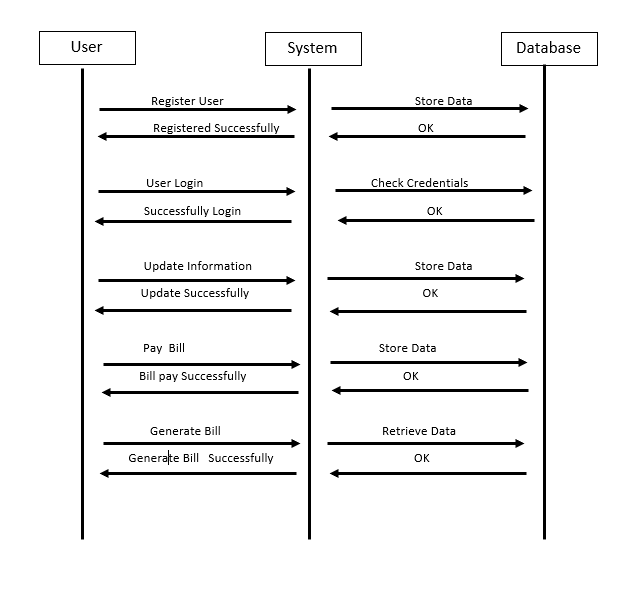 User
System
Database
Register User
Store Data
Registered Successfully
OK
User Login
Check Credentials
Successfully Login
OK
Update Information
Store Data
Update Successfully
OK
Pay Bill
Store Data
Bill pay Successfully
OK
Generate Bill
Retrieve Data
Generate Bill Successfully
OK